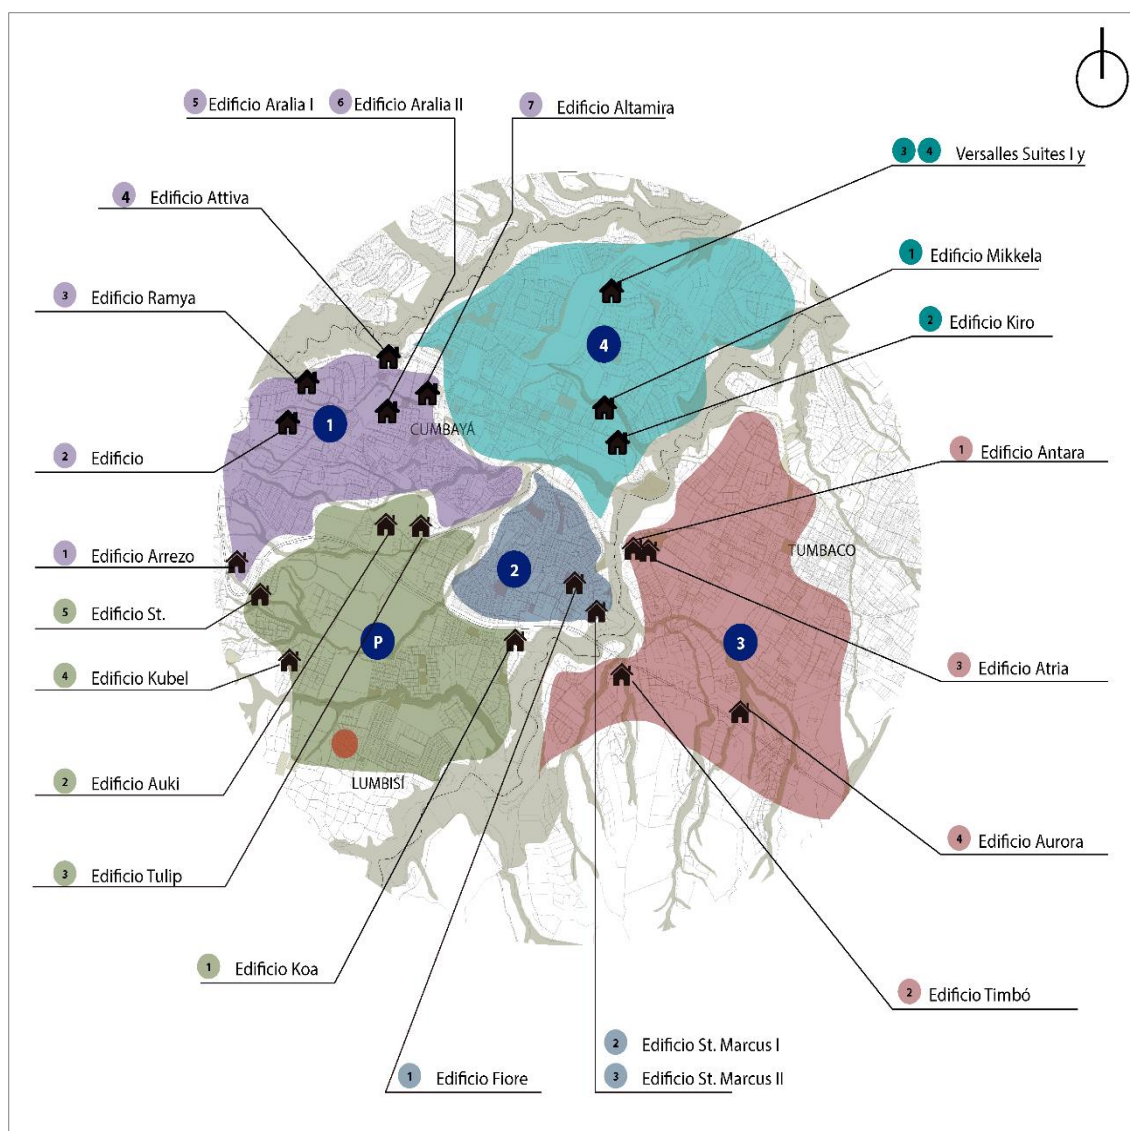 5 Edificio Aralia I
6 Edificio Aralia II
7 Edificio Altamira
3 4 Versalles Suites I y
4 Edificio Attiva
1 Edificio Mikkela
3 Edificio Ramya
2 Edificio Kiro
4
1
CUMBAYÁ
2 Edificio
1 Edificio Antara
1 Edificio Arrezo
TUMBACO
2
5 Edificio St.
P
3
4 Edificio Kubel
3 Edificio Atria
2 Edificio Auki
LUMBISÍ
4 Edificio Aurora
3 Edificio Tulip
1 Edificio Koa
2 Edificio Timbó
2 Edificio St. Marcus I
1 Edificio Fiore
3 Edificio St. Marcus II